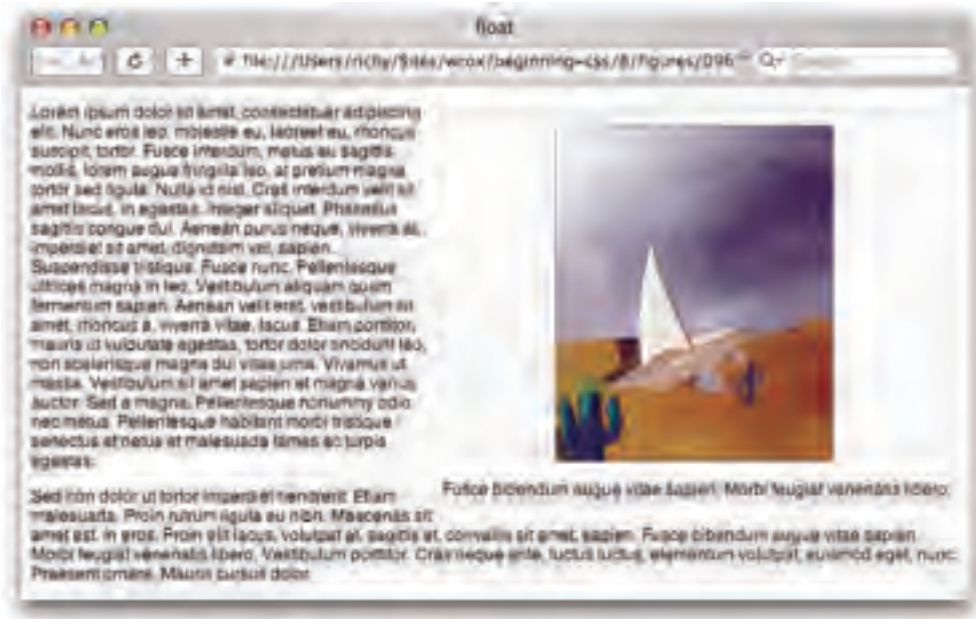 float
file:///Users/richy/Sites/wrox/beginning-css/8/figures/096
Lorem ipsum dolor sit amet, consectetuer adipiscing
elit. Nunc eros leo, molestie eu, laoreet eu, rhoncus
suscipit, tortor. Fusce interdum, metus eu sagittis
mollis, lorem augue fringilla leo, at pretium magna
tortor sed ligula. Nulla id nisl. Cras interdum velit sit
amet lacus, in egestas. Integer aliquet. Phasellus
sagittis congue dui. Aenean purus neque, viverra at,
imperdiet sit amet, dignissim vel, sapien.
Suspendisse tristique. Fusce nunc. Pellentesque
ultrices magna in leo. Vestibulum aliquam quam
fermentum sapien. Aenean velit erat, vestibulum sit
amet, rhoncus a, viverra vitae, lacus. Etiam porttitor,
mauris id vulputate egestas, tortor dolor tincidunt leo,
non scelerisque magna dui vitae urna. Vivamus ut
massa. Vestibulum sit amet sapien et magna varius
auctor. Sed a magna. Pellentesque nonummy odio
nec metus. Pellentesque habitant morbi tristique
senectus et netus et malesuada fames ac turpis
egestas.
Fusce bibendum augue vitae sapien. Morbi feugiat venenatis libero.
Sed non dolor ut tortor imperdiet hendrerit. Etiam
malesuada. Proin rutrum ligula eu nibh. Maecenas sit
amet est. In eros. Proin elit lacus, volutpat at, sagittis et, convallis sit amet, sapien. Fusce bibendum augue vitae sapien.
Morbi feugiat venenatis libero. Vestibulum porttitor. Cras neque ante, luctus luctus, elementum volutpat, euismod eget, nunc.
Praesent ornare. Mauris cursus dolor.